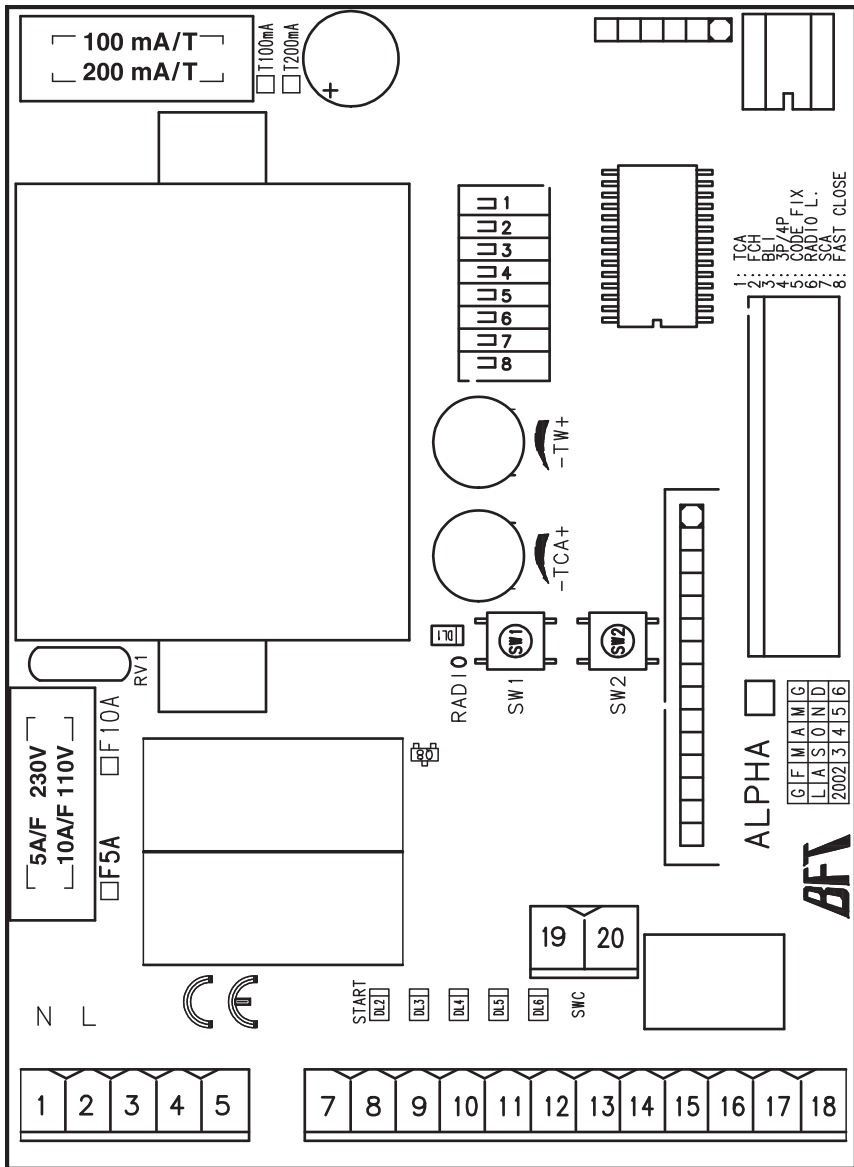 100 mA/T
200 mA/T
T100mA
T200mA
+
1
2
3
4
5
6
7
8
1: TCA
2: FCH
3: BLI
4: 3P/4P
5: CODE FIX
6: RADIO L.
7: SCA
8: FAST CLOSE
-TW+
-TCA+
DL1
RADIO
SW1
SW1
SW2
SW2
RV1
5A/F 230V
10A/F 110V
F10A
F5A
80
ALPHA
G F M A M G
L A S O N D
2002 3 4 5 6
BFT
19 20
N L
CE
START
DL2
DL3
DL4
DL5
DL6
SWC
1 2 3 4 5
7 8 9 10 11 12 13 14 15 16 17 18